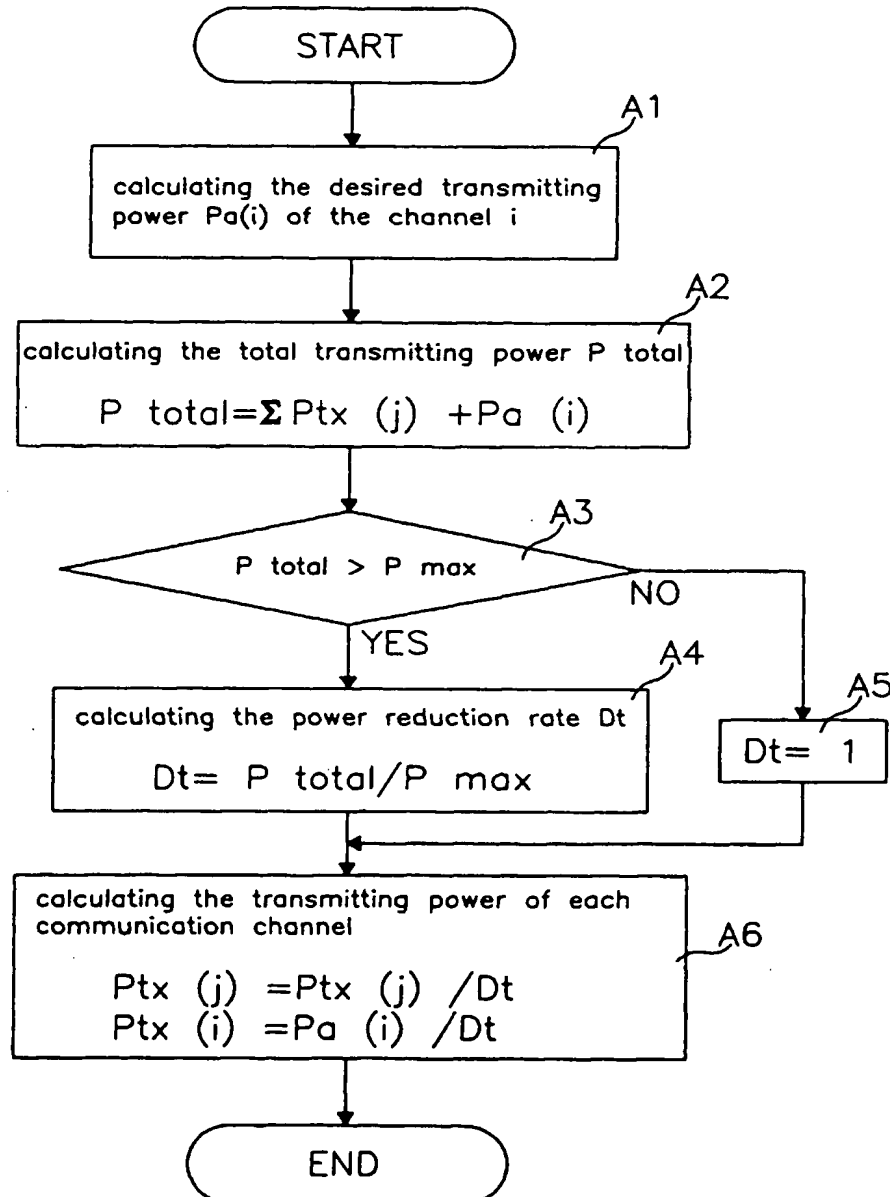 START
A1
calculating the desired transmitting
power Pa(i) of the channel i
A2
calculating the total transmitting power P total
P total=Σ Ptx (j) +Pa (i)
A3
P total > P max
NO
YES
A4
calculating the power reduction rate Dt
Dt= P total/P max
A5
Dt= 1
calculating the transmitting power of each
communication channel
A6
Ptx (j) =Ptx (j) /Dt
Ptx (i) =Pa (i) /Dt
END